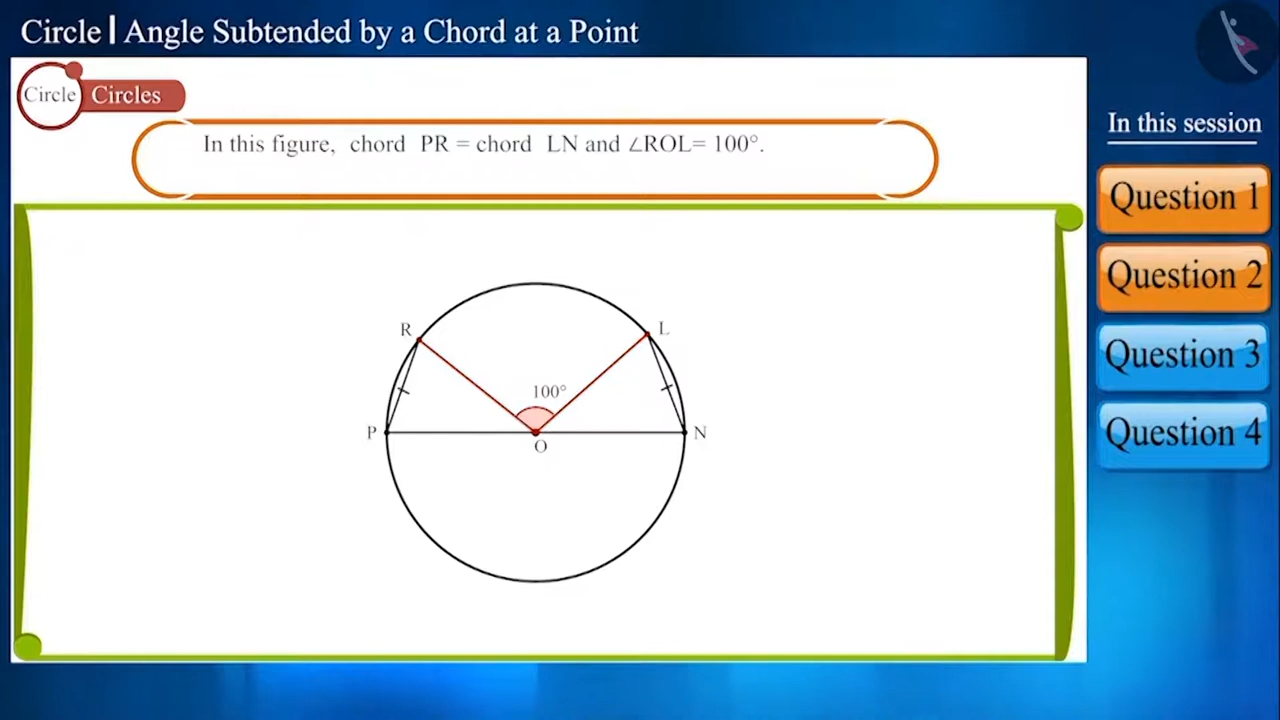 Circle | Angle Subtended by a Chord at a Point
Circle Circles
In this figure, chord PR = chord LN and ∠ROL= 100°.
In this session
Question 1
Question 2
Question 3
Question 4
R
L
100°
P
N
O